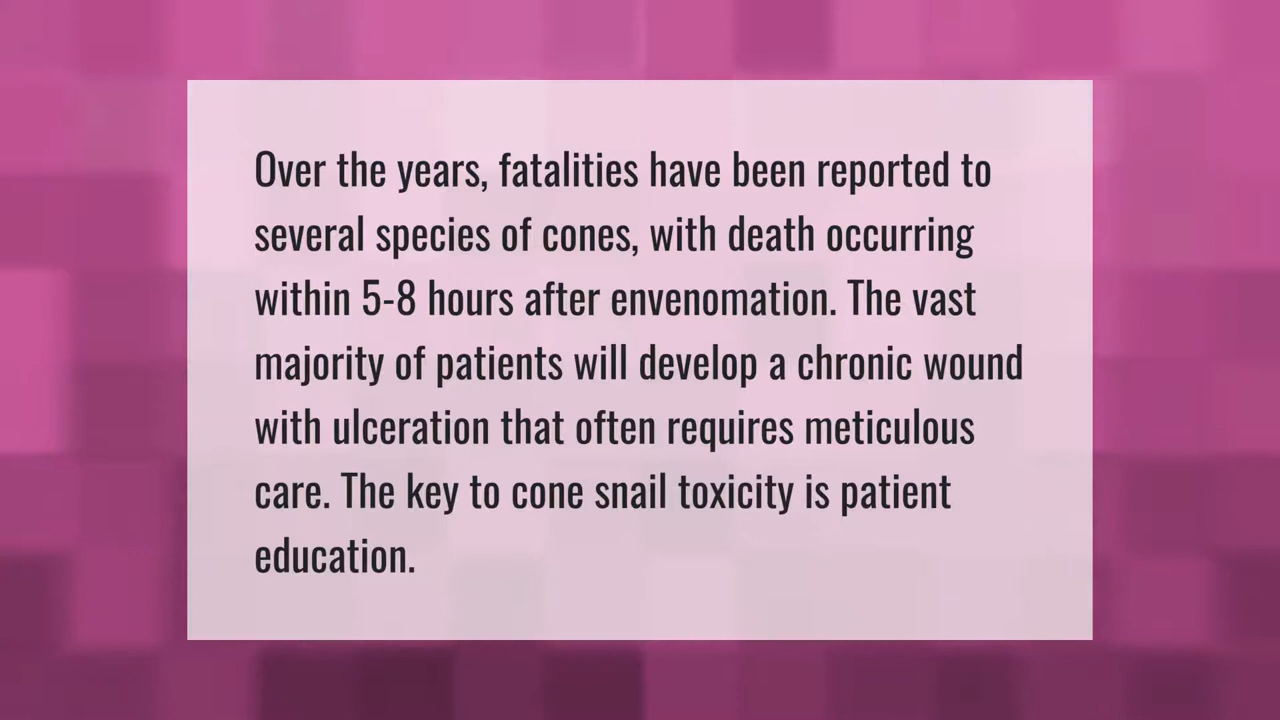 Over the years, fatalities have been reported to
several species of cones, with death occurring
within 5-8 hours after envenomation. The vast
majority of patients will develop a chronic wound
with ulceration that often requires meticulous
care. The key to cone snail toxicity is patient
education.